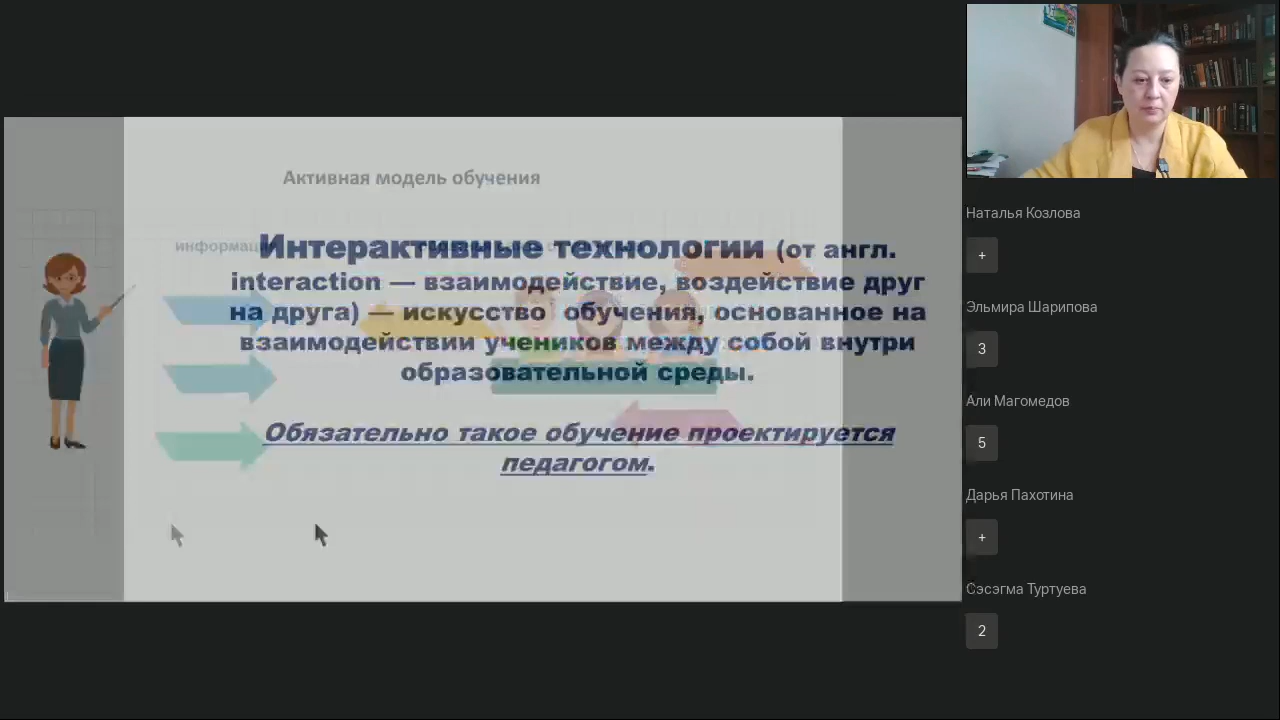 Активная модель обучения
Интерактивные технологии (от англ.
interaction — взаимодействие, воздействие друг
на друга) — искусство обучения, основанное на
взаимодействии учеников между собой внутри
образовательной среды.
Обязательно такое обучение проектируется
педагогом.
Наталья Козлова
+
Эльмира Шарипова
3
Али Магомедов
5
Дарья Пахотина
+
Сэсэгма Туртуева
2